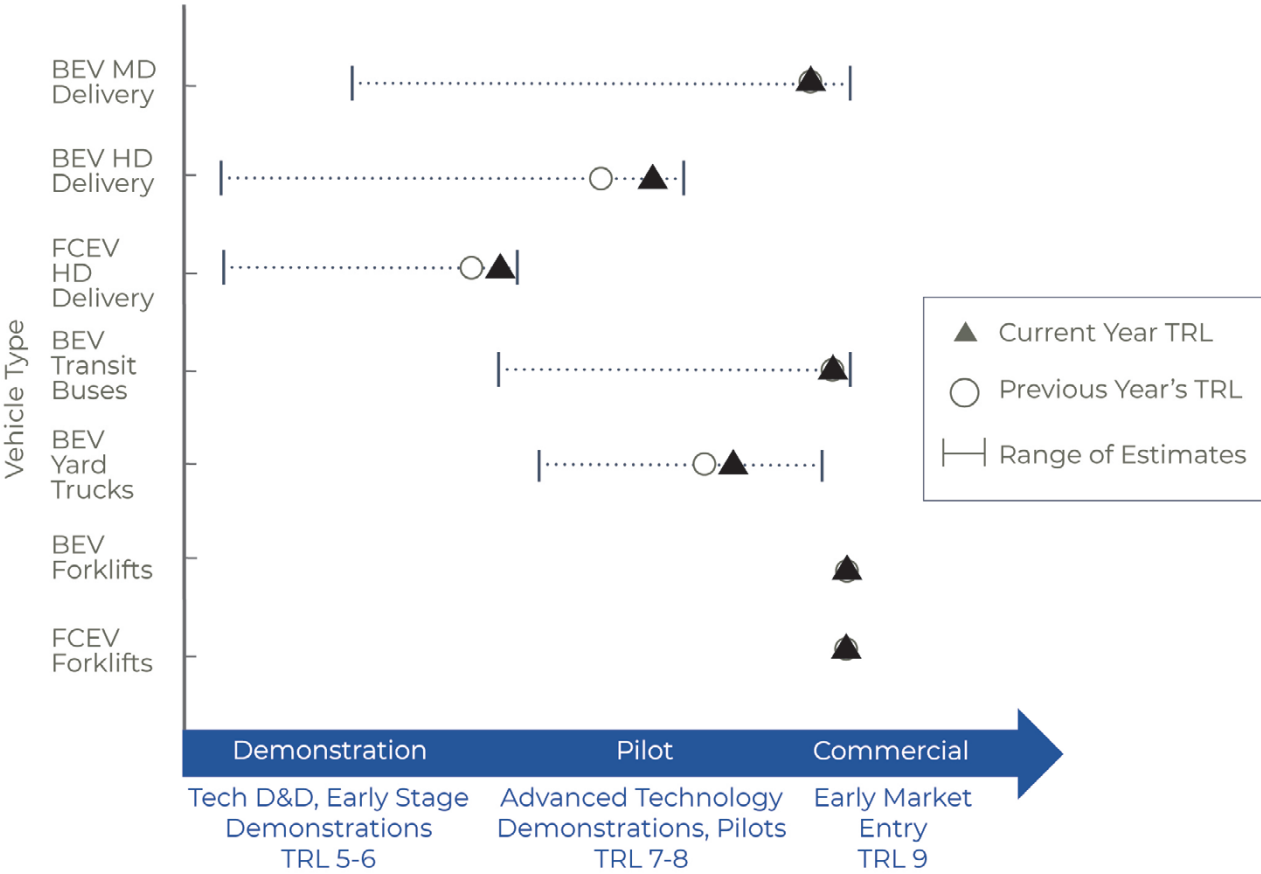 BEV MD
Delivery
BEV HD
Delivery
FCEV
HD
Delivery
BEV
Transit
Buses
BEV
Yard
Trucks
BEV
Forklifts
FCEV
Forklifts
Vehicle Type
Current Year TRL
Previous Year’s TRL
Range of Estimates
Demonstration
Pilot
Commercial
Tech D&D, Early Stage
Demonstrations
TRL 5-6
Advanced Technology
Demonstrations, Pilots
TRL 7-8
Early Market
Entry
TRL 9